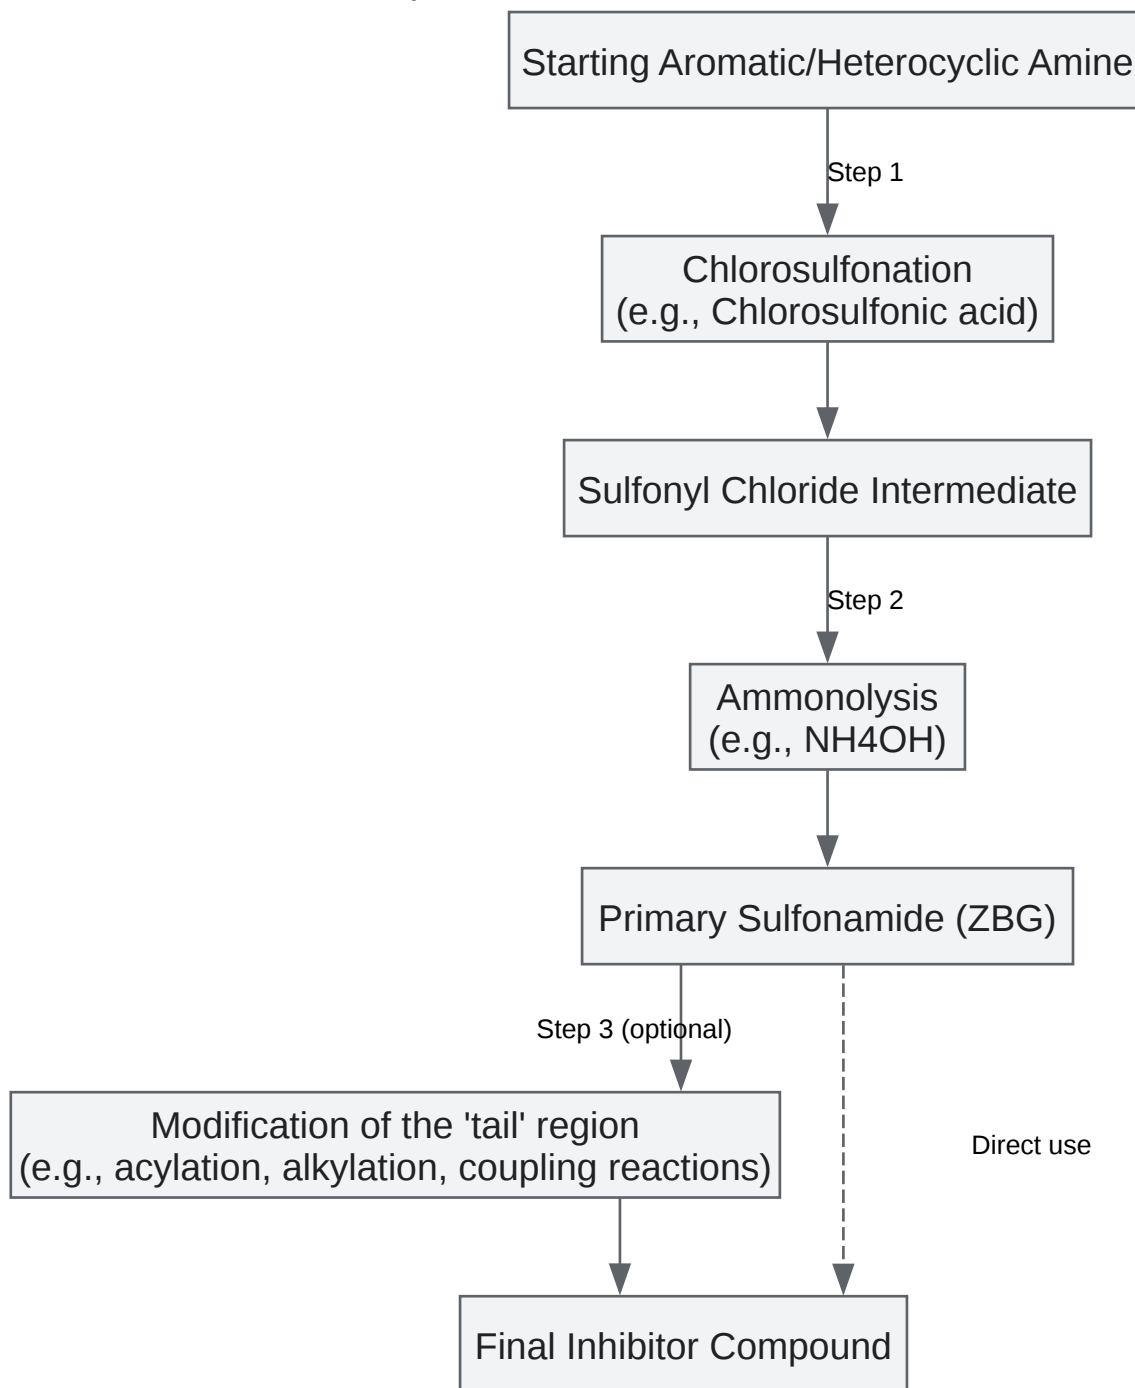 Starting Aromatic/Heterocyclic Amine
Step 1
Chlorosulfonation
(e.g., Chlorosulfonic acid)
Sulfonyl Chloride Intermediate
Step 2
Ammonolysis
(e.g., NH4OH)
Primary Sulfonamide (ZBG)
Step 3 (optional)
Modification of the 'tail' region
(e.g., acylation, alkylation, coupling reactions)
Direct use
Final Inhibitor Compound